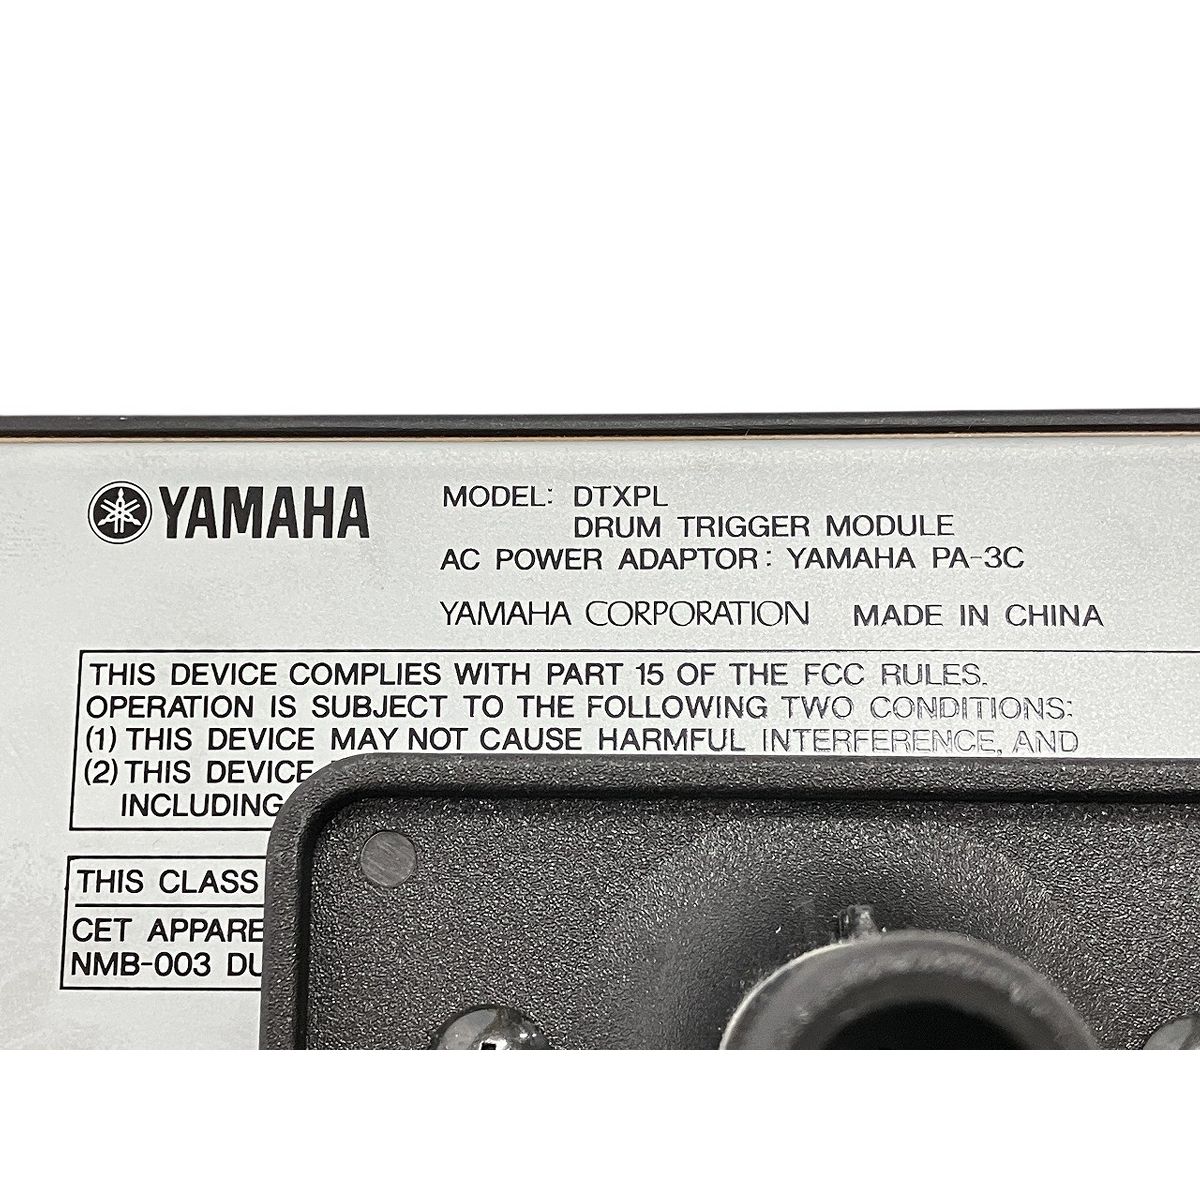 YAMAHA
MODEL: DTXPL
DRUM TRIGGER MODULE
AC POWER ADAPTOR: YAMAHA PA-3C
YAMAHA CORPORATION MADE IN CHINA
THIS DEVICE COMPLIES WITH PART 15 OF THE FCC RULES.
OPERATION IS SUBJECT TO THE FOLLOWING TWO CONDITIONS:
(1) THIS DEVICE MAY NOT CAUSE HARMFUL INTERFERENCE, AND
(2) THIS DEVICE
INCLUDING
THIS CLASS
CET APPARE
NMB-003 DU